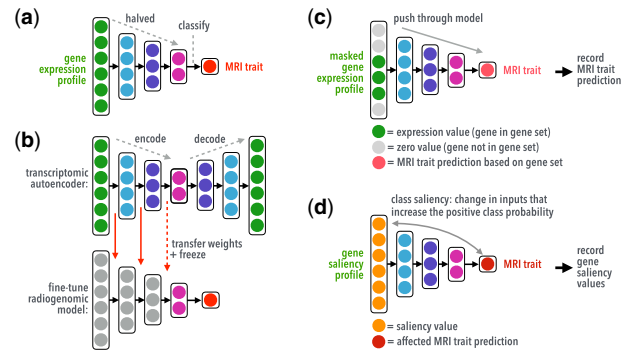 (a)
halved
classify
gene
expression
profile
MRI trait
(b)
encode
decode
transcriptomic
autoencoder:
transfer weights
+ freeze
fine-tune
radiogenomic
model:
(c)
push through model
masked
gene
expression
profile
MRI trait
record
MRI trait
prediction
= expression value (gene in gene set)
= zero value (gene not in gene set)
= MRI trait prediction based on gene set
(d)
class saliency: change in inputs that
increase the positive class probability
gene
saliency
profile
MRI trait
record
gene
saliency
values
= saliency value
= affected MRI trait prediction